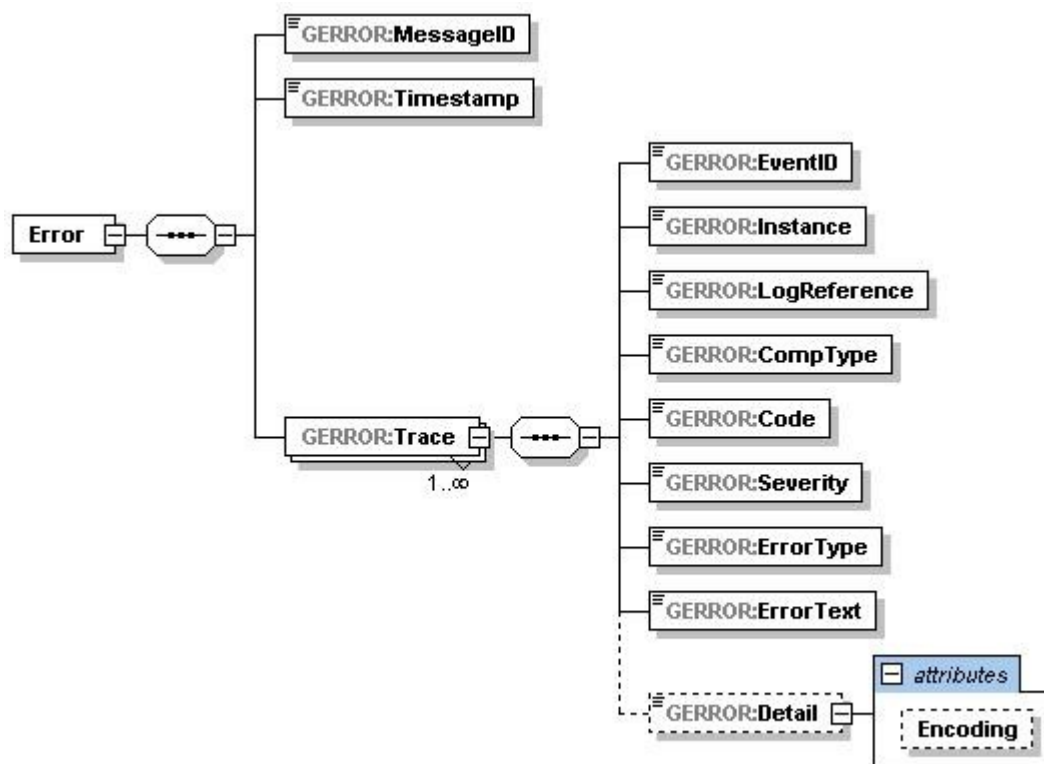 GERROR:MessageID
GERROR:Timestamp
GERROR:EventID
GERROR:Instance
Error
GERROR:LogReference
GERROR:CompType
GERROR:Code
GERROR:Trace
1..∞
GERROR:Severity
GERROR:ErrorType
GERROR:ErrorText
attributes
GERROR:Detail
Encoding